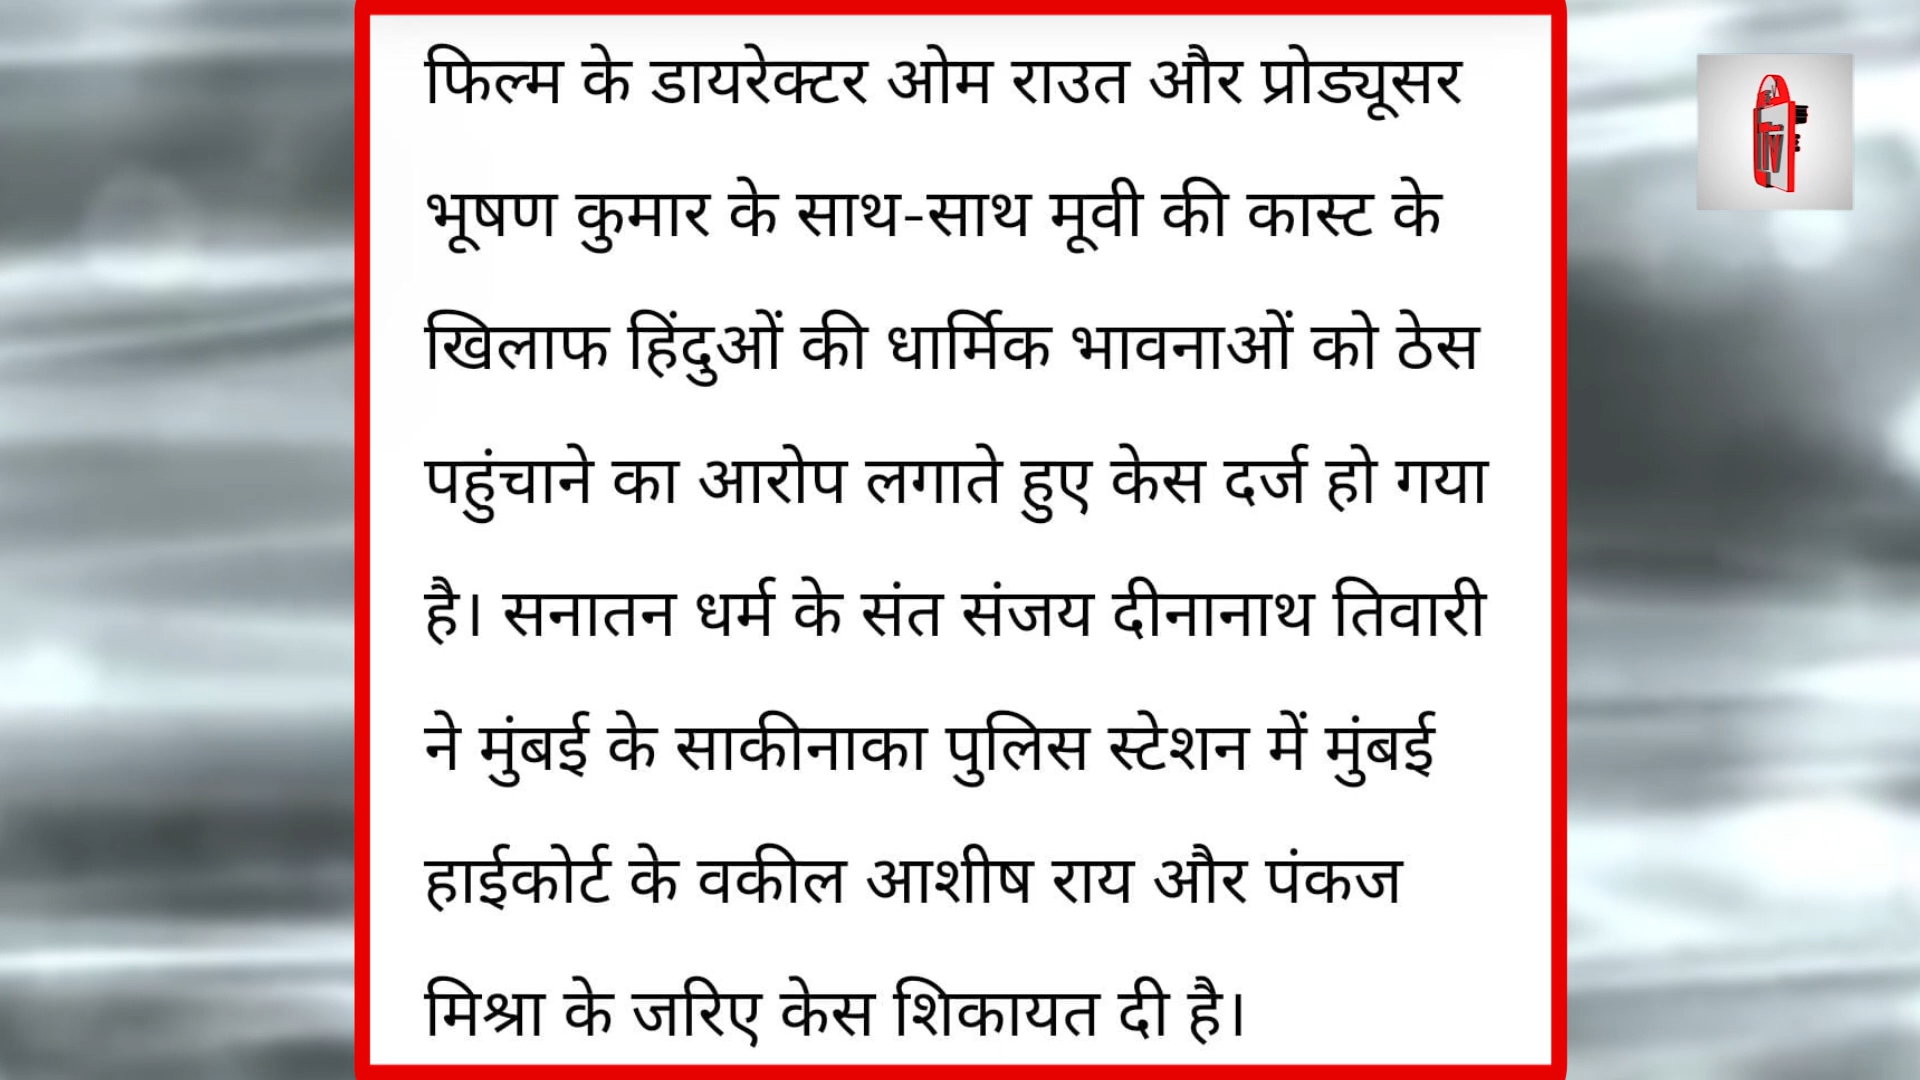 फिल्म के डायरेक्टर ओम राउत और प्रोड्यूसर
भूषण कुमार के साथ-साथ मूवी की कास्ट के
खिलाफ हिंदुओं की धार्मिक भावनाओं को ठेस
पहुंचाने का आरोप लगाते हुए केस दर्ज हो गया
है। सनातन धर्म के संत संजय दीनानाथ तिवारी
ने मुंबई के साकीनाका पुलिस स्टेशन में मुंबई
हाईकोर्ट के वकील आशीष राय और पंकज
मिश्रा के जरिए केस शिकायत दी है।